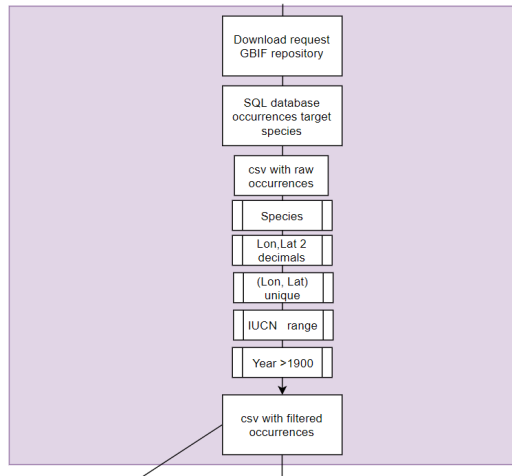 Download request
GBIF repository
SQL database
occurrences target
species
csv with raw
occurrences
Species
Lon,Lat 2
decimals
(Lon, Lat)
unique
IUCN range
Year >1900
csv with filtered
occurrences